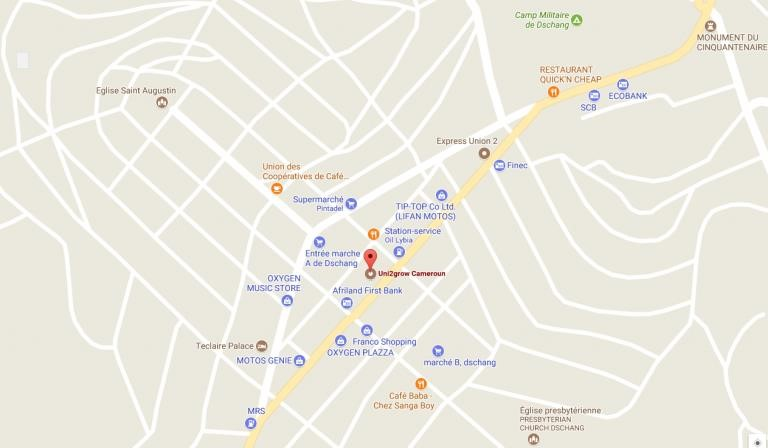 Camp Militaire
de Dschang
MONUMENT DU
CINQUANTENAIRE
RESTAURANT
QUICK'N CHEAP
ECOBANK
SCB
Eglise Saint Augustin
Express Union 2
Finec
Union des
Coopératives de Café...
Supermarché
Pintadel
TIP-TOP Co Ltd.
(LIFAN MOTOS)
Station-service
Oil Lybia
Entrée marche
A de Dschang
Uni2grow Cameroun
OXYGEN
MUSIC STORE
Afriland First Bank
Franco Shopping
OXYGEN PLAZZA
Teclaire Palace
MOTOS GENIE
marché B, dschang
Café Baba -
Chez Sanga Boy
MRS
Église presbytérienne
PRESBYTERIAN
CHURCH DSCHANG